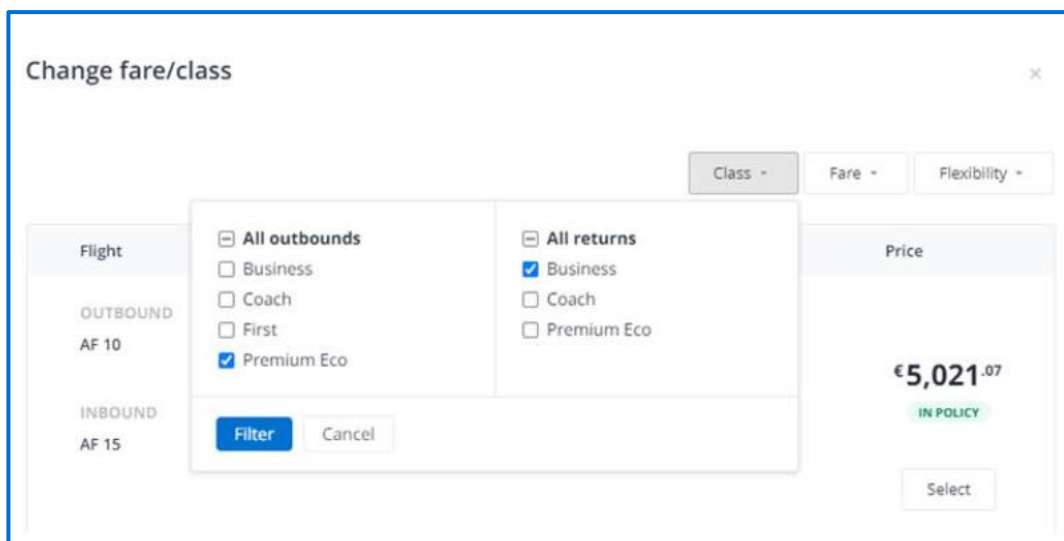 Change fare/class
×
Class
Fare
Flexibility
Flight
Price
All outbounds
Business
Coach
First
Premium Eco
All returns
Business
Coach
Premium Eco
OUTBOUND
AF 10
INBOUND
AF 15
Filter
Cancel
€5,021.07
IN POLICY
Select